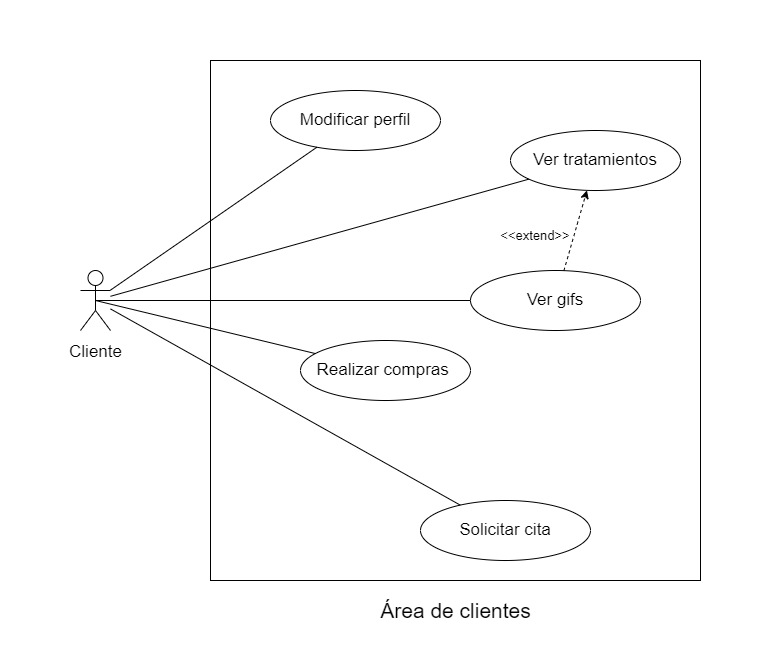 Modificar perfil
Ver tratamientos
<<extend>>
Ver gifs
Cliente
Realizar compras
Solicitar cita
Área de clientes